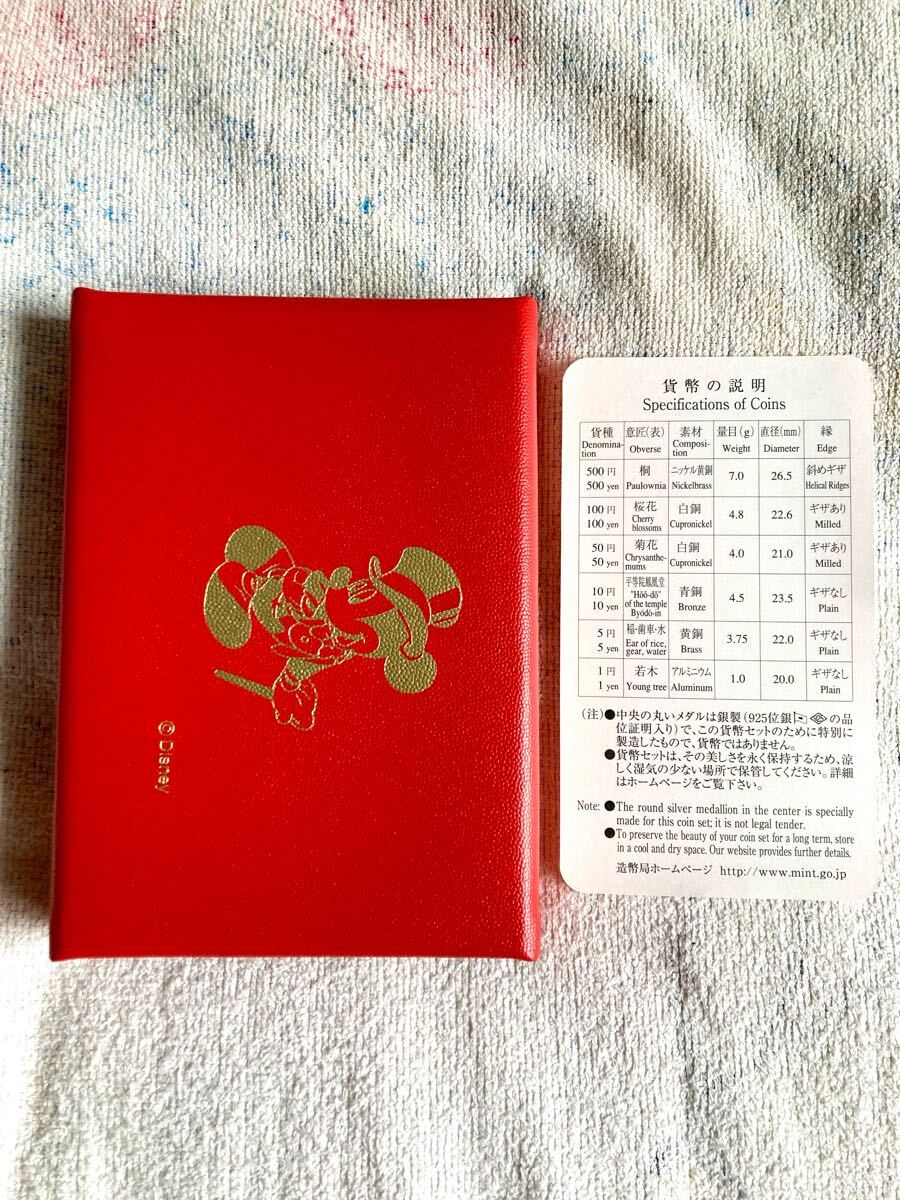 © Disney
貨幣の説明
Specifications of Coins
貨種 意匠(表) 素材 量目(g) 直径(mm) 縁
Denomina-tion Obverse Composi-tion Weight Diameter Edge
500円 桐 ニッケル黄銅 7.0 26.5 斜めギザ
500 yen Paulownia Nickelbrass Helical Ridges
100円 桜花 白銅 4.8 22.6 ギザあり
100 yen Cherry blossoms Cupronickel Milled
50円 菊花 白銅 4.0 21.0 ギザあり
50 yen Chrysanthe-mums Cupronickel Milled
10円 平等院鳳凰堂 青銅 4.5 23.5 ギザなし
10 yen "Hōō-dō" of the temple Byōdō-in Bronze Plain
5円 稲・歯車・水 黄銅 3.75 22.0 ギザなし
5 yen Ear of rice, gear, water Brass Plain
1円 若木 アルミニウム 1.0 20.0 ギザなし
1 yen Young tree Aluminum Plain
(注)●中央の丸いメダルは銀製(925位銀の品
位証明入り)で、この貨幣セットのために特別に
製造したもので、貨幣ではありません。
●貨幣セットは、その美しさを永く保持するため、涼
しく湿気の少ない場所で保管してください。詳細
はホームページをご覧下さい。
Note: ●The round silver medallion in the center is specially
made for this coin set; it is not legal tender.
●To preserve the beauty of your coin set for a long term, store
in a cool and dry space. Our website provides further details.
造幣局ホームページ http://www.mint.go.jp